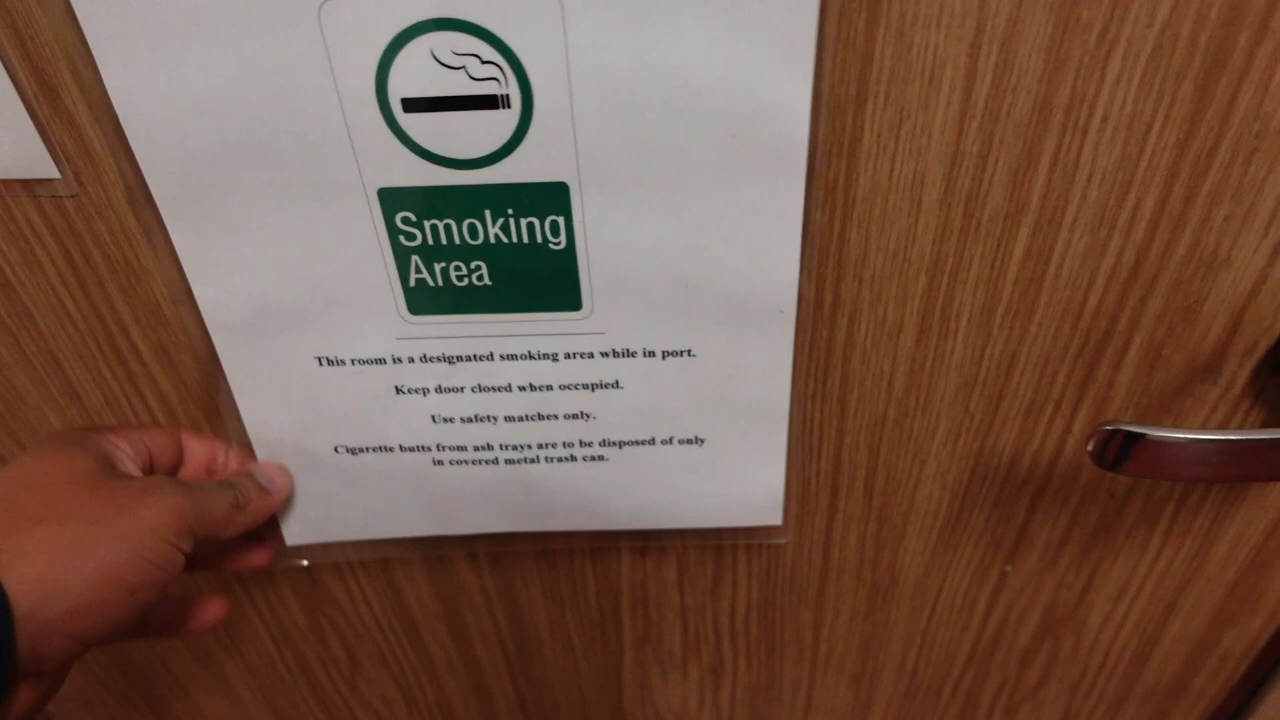 Smoking
Area
This room is a designated smoking area while in port.
Keep door closed when occupied.
Use safety matches only.
Cigarette butts from ash trays are to be disposed of only
in covered metal trash can.